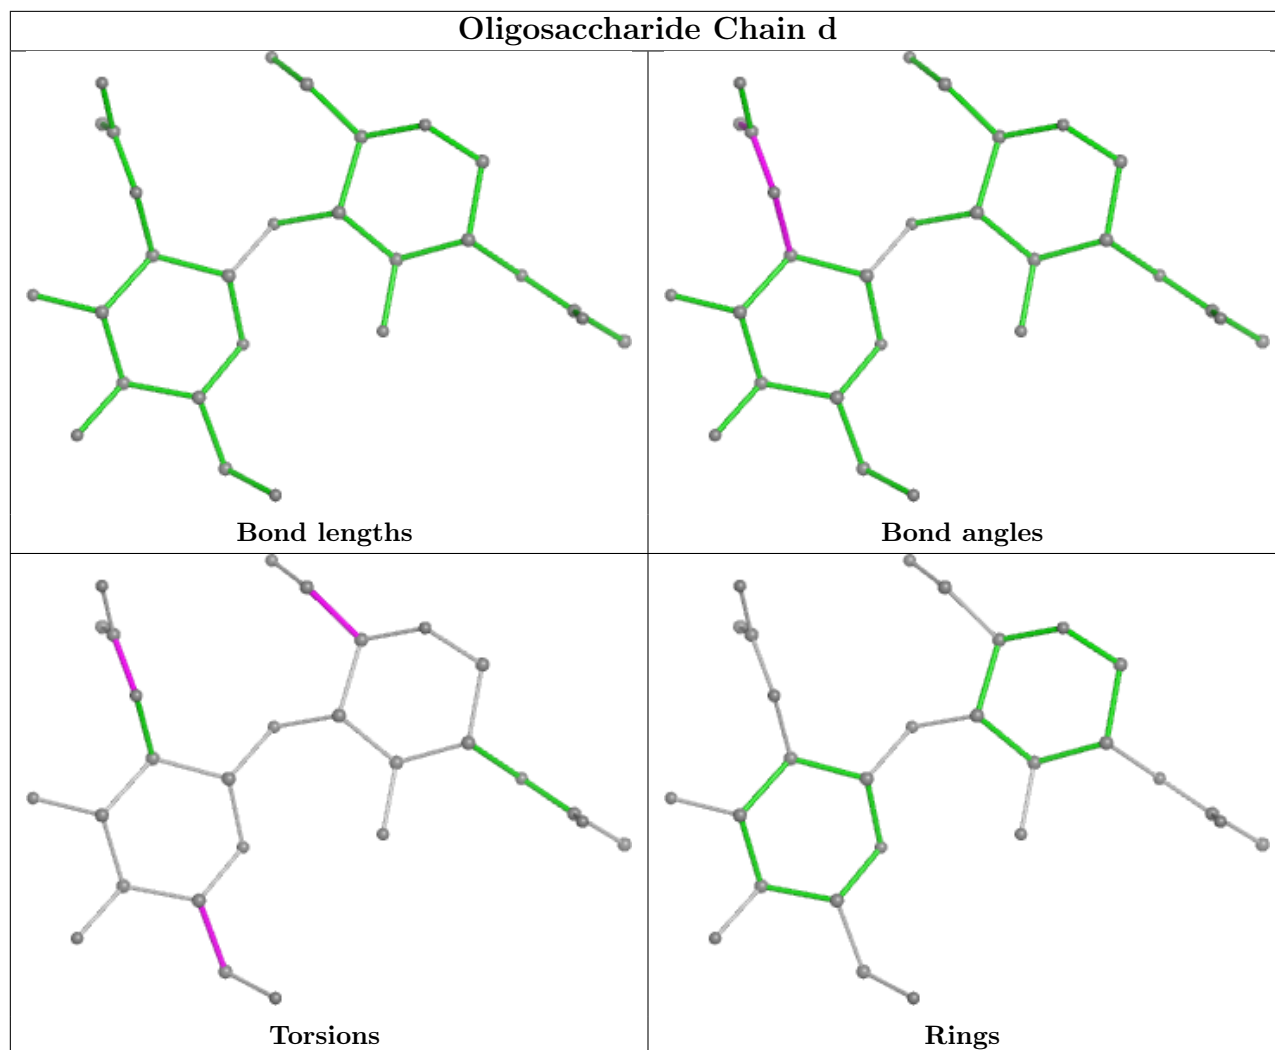 Oligosaccharide Chain d
Bond lengths
Bond angles
Torsions
Rings